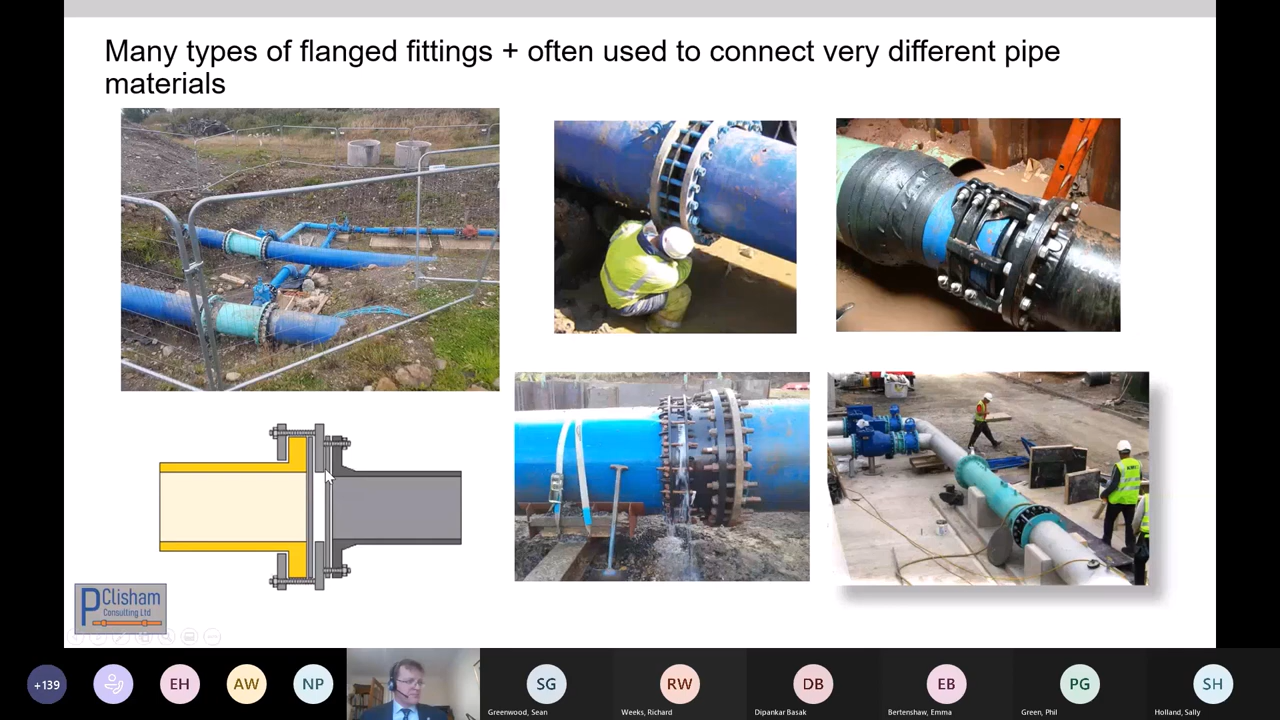 Many types of flanged fittings + often used to connect very different pipe
materials
P Clisham
Consulting Ltd
+139
EH
AW
NP
SG
RW
DB
EB
PG
SH
Greenwood, Sean
Weeks, Richard
Dipankar Basak
Bertenshaw, Emma
Green, Phil
Holland, Sally